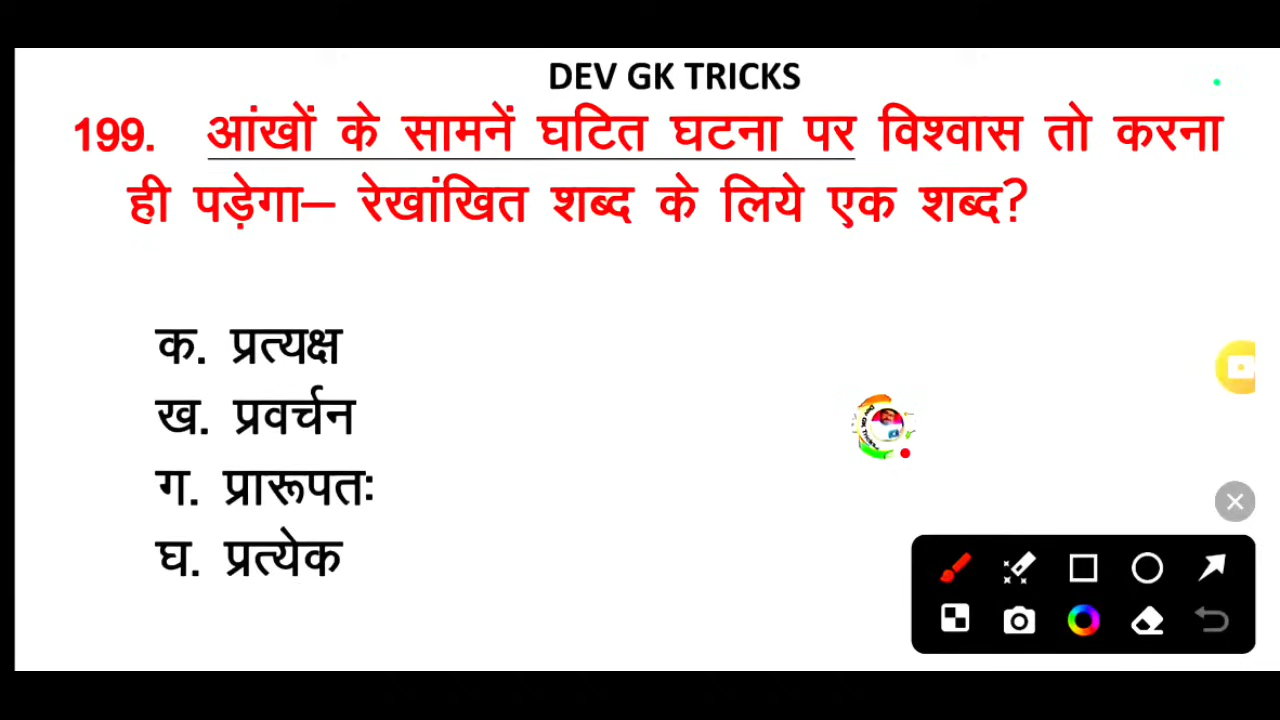 DEV GK TRICKS
199. आंखों के सामनें घटित घटना पर विश्वास तो करना
ही पड़ेगा– रेखांखित शब्द के लिये एक शब्द?
क. प्रत्यक्ष
ख. प्रवर्चन
ग. प्रारूपतः
घ. प्रत्येक